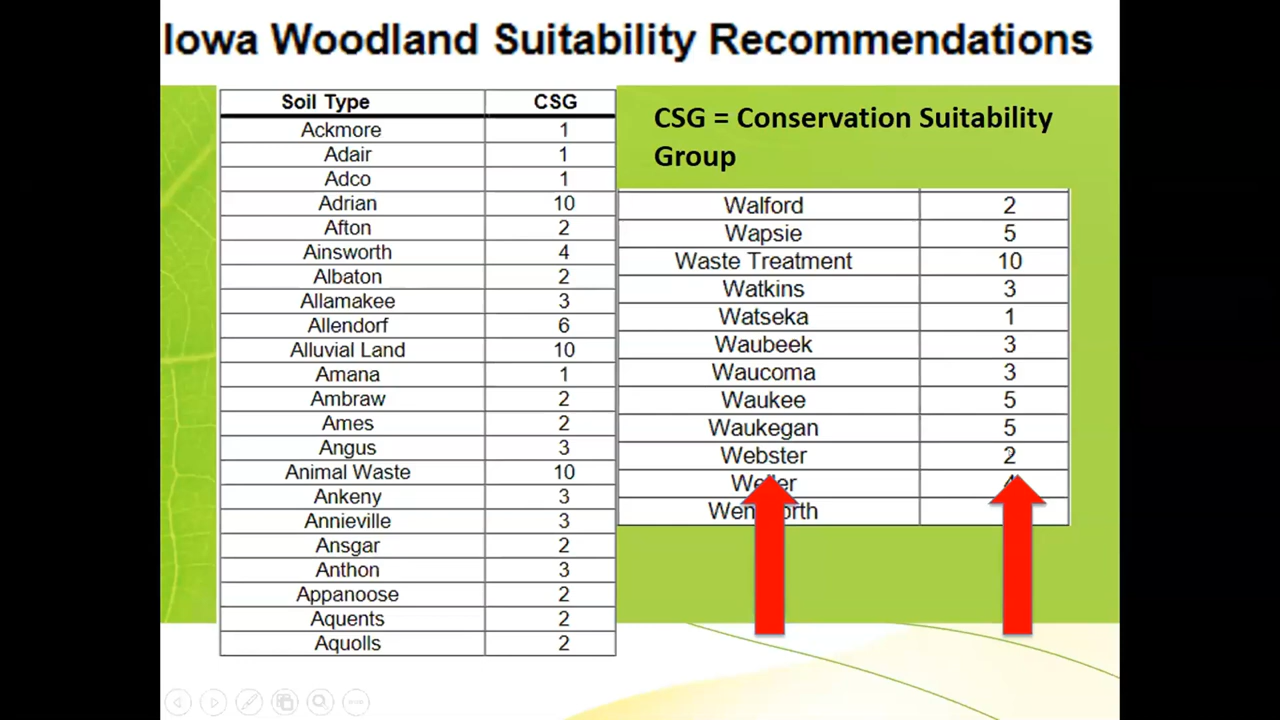 Iowa Woodland Suitability Recommendations
Soil Type CSG
Ackmore 1
Adair 1
Adco 1
Adrian 10
Afton 2
Ainsworth 4
Albaton 2
Allamakee 3
Allendorf 6
Alluvial Land 10
Amana 1
Ambraw 2
Ames 2
Angus 3
Animal Waste 10
Ankeny 3
Annieville 3
Ansgar 2
Anthon 3
Appanoose 2
Aquents 2
Aquolls 2
CSG = Conservation Suitability
Group
Walford 2
Wapsie 5
Waste Treatment 10
Watkins 3
Watseka 1
Waubeek 3
Waucoma 3
Waukee 5
Waukegan 5
Webster 2